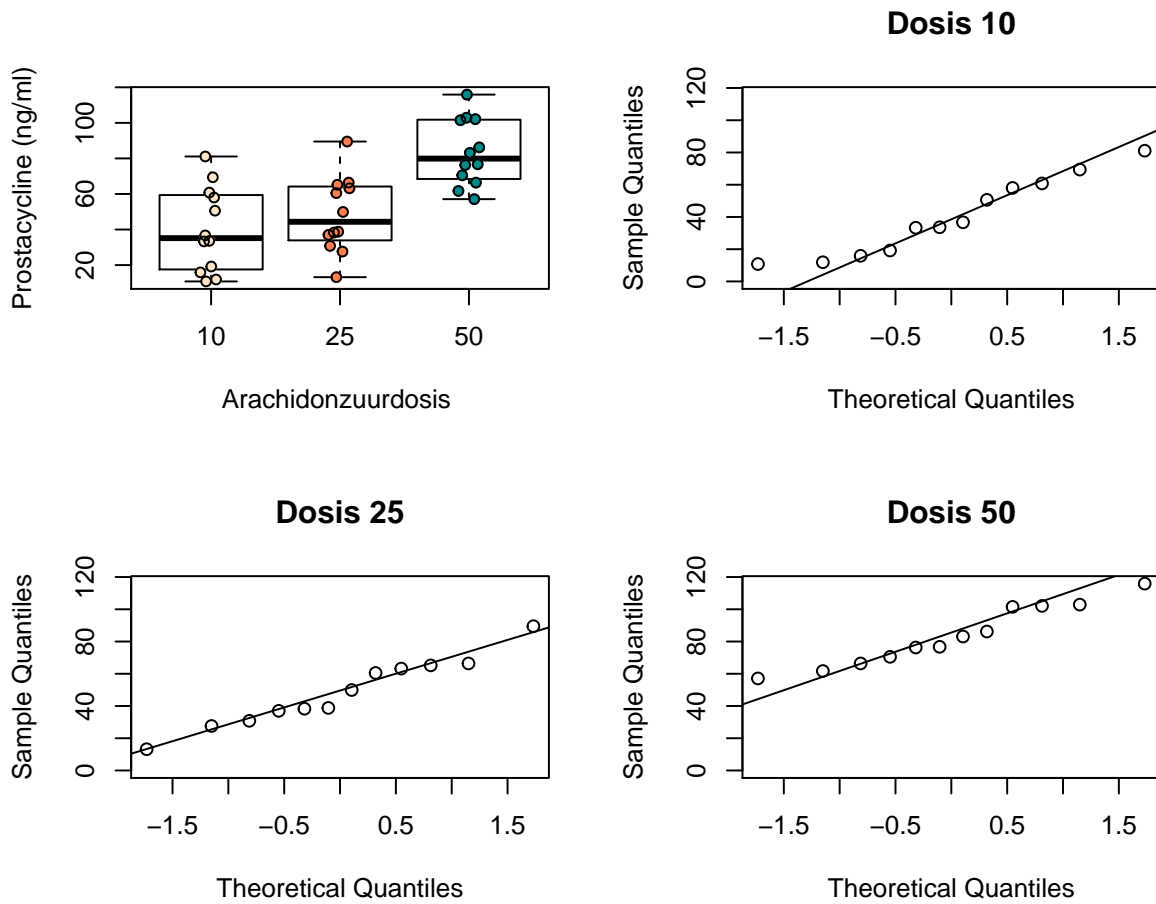 Prostacycline (ng/ml)
20 60 100
10 25 50
Arachidonzuurdosis
Dosis 10
Sample Quantiles
0 40 80 120
−1.5 −0.5 0.5 1.5
Theoretical Quantiles
Dosis 25
Sample Quantiles
0 40 80 120
−1.5 −0.5 0.5 1.5
Theoretical Quantiles
Dosis 50
Sample Quantiles
0 40 80 120
−1.5 −0.5 0.5 1.5
Theoretical Quantiles